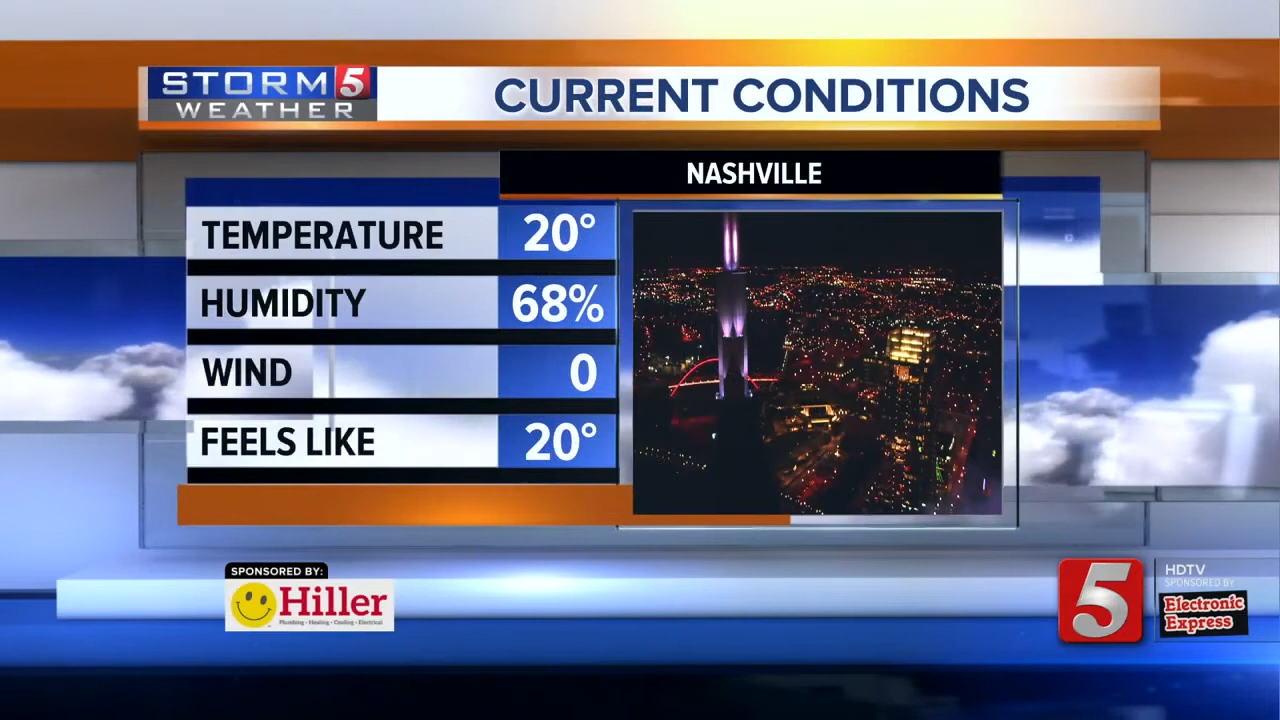 STORM 5
WEATHER
CURRENT CONDITIONS
NASHVILLE
TEMPERATURE 20°
HUMIDITY 68%
WIND 0
FEELS LIKE 20°
SPONSORED BY:
Hiller
Plumbing • Heating • Cooling • Electrical
5
HDTV
SPONSORED BY
Electronic
Express